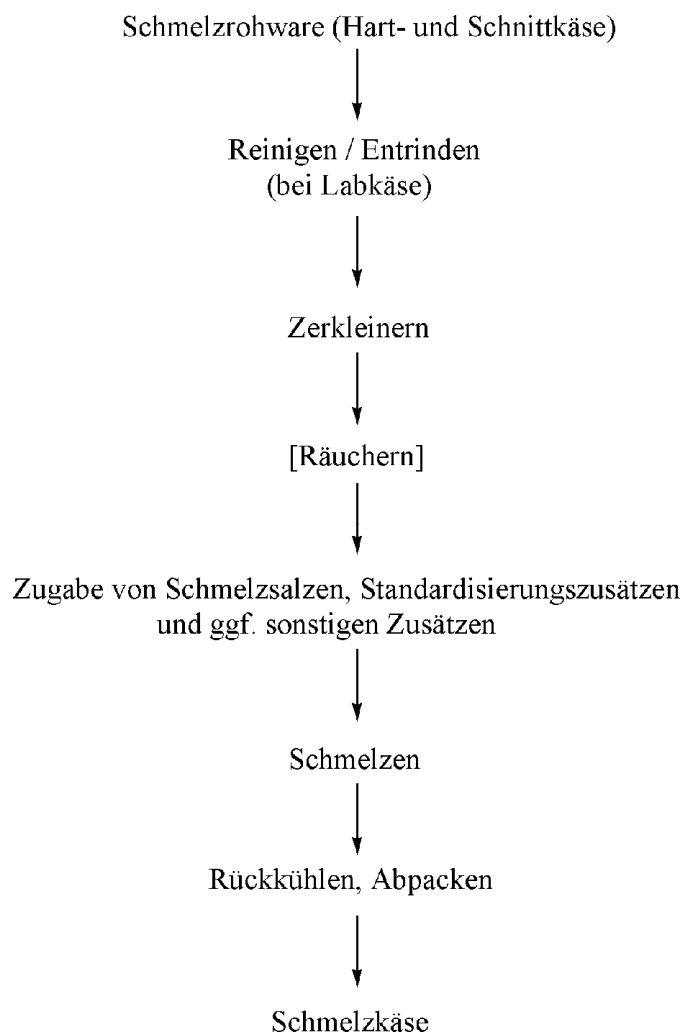 Schmelzrohware (Hart- und Schnittkäse)
Reinigen / Entrinden
(bei Labkäse)
Zerkleinern
[Räuchern]
Zugabe von Schmelzsalzen, Standardisierungszusätzen
und ggf. sonstigen Zusätzen
Schmelzen
Rückkühlen, Abpacken
Schmelzkäse